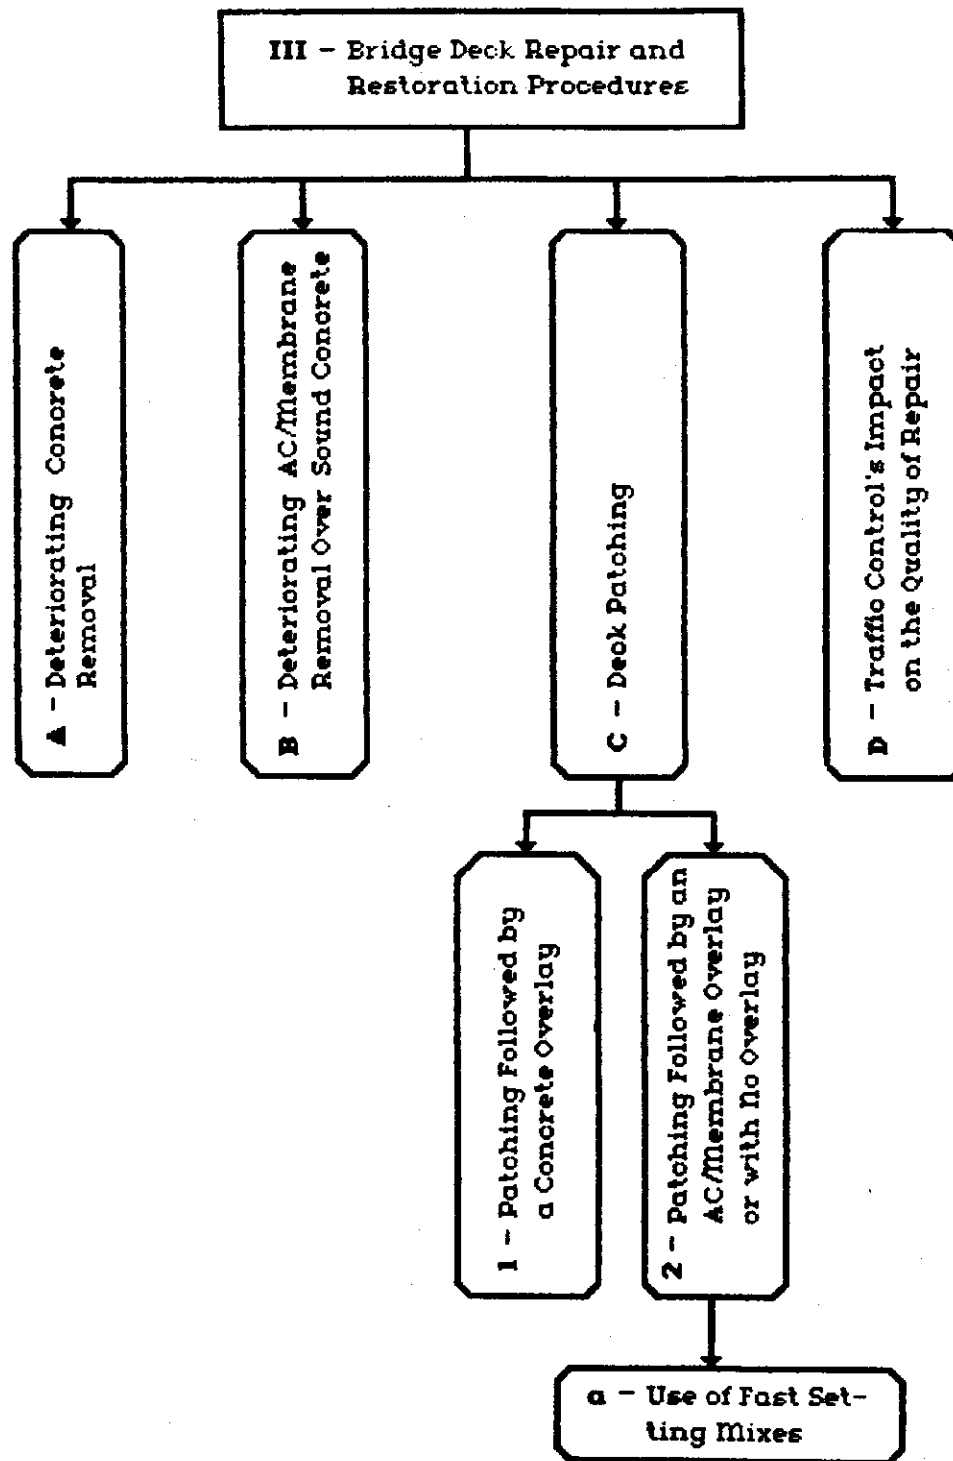 III - Bridge Deck Repair and
Restoration Procedures
A - Deteriorating Concrete
Removal
B - Deteriorating AC/Membrane
Removal Over Sound Concrete
C - Deck Patching
D - Traffic Control's Impact
on the Quality of Repair
1 - Patching Followed by
a Concrete Overlay
2 - Patching Followed by an
AC/Membrane Overlay
or with No Overlay
a - Use of Fast Set-
ting Mixes